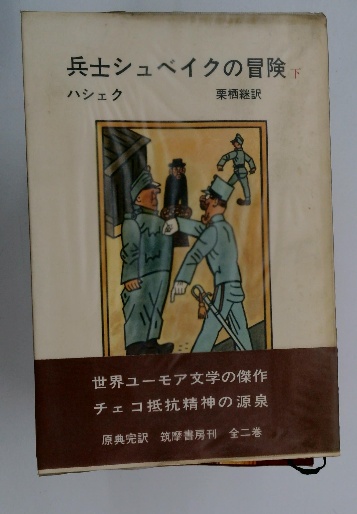 兵士シュベイクの冒険 下
ハシェク 栗栖継訳
世界ユーモア文学の傑作
チェコ抵抗精神の源泉
原典完訳 筑摩書房刊 全二巻